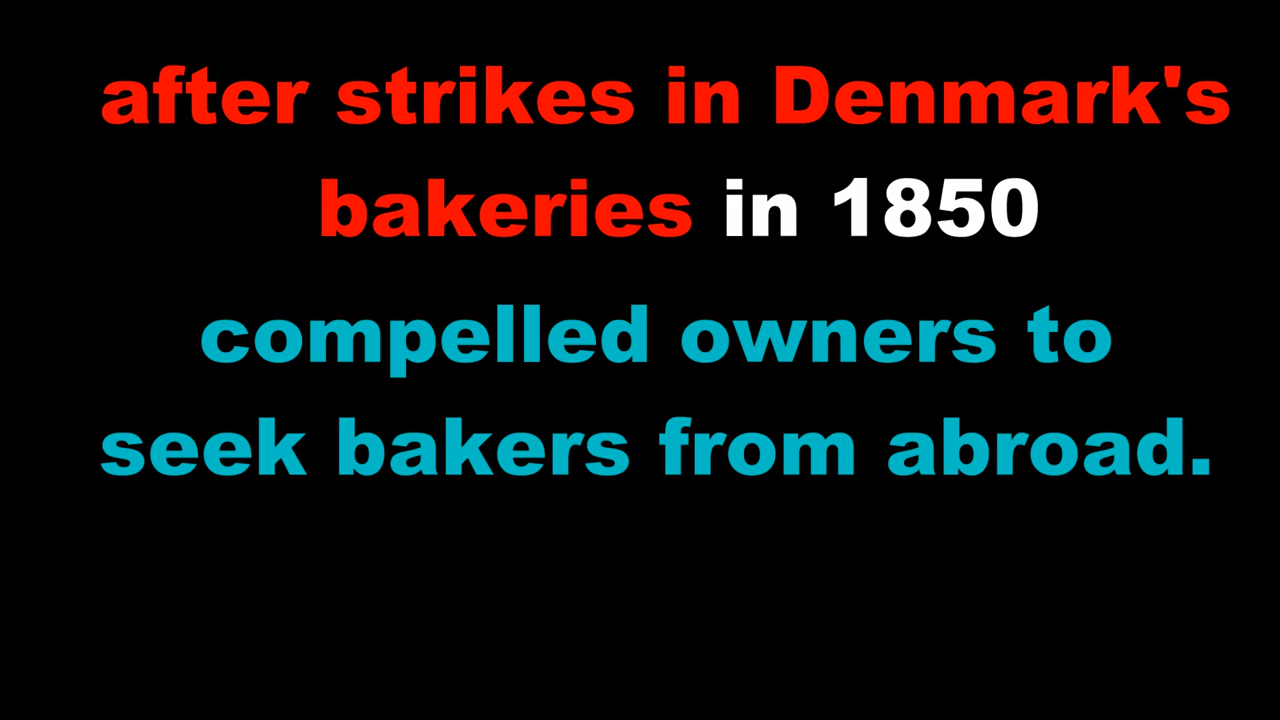 after strikes in Denmark's
bakeries in 1850
compelled owners to
seek bakers from abroad.